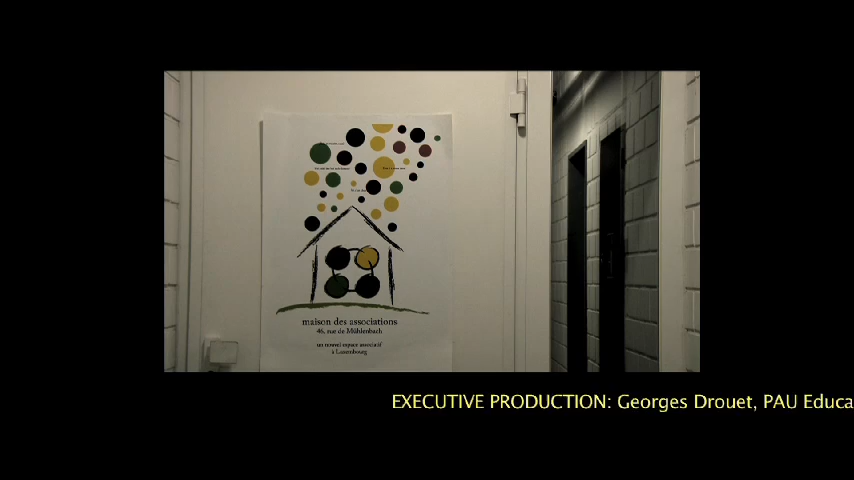 maison des associations
46, rue de Mühlenbach
un nouvel espace associatif
à Luxembourg
EXECUTIVE PRODUCTION: Georges Drouet, PAU Educa